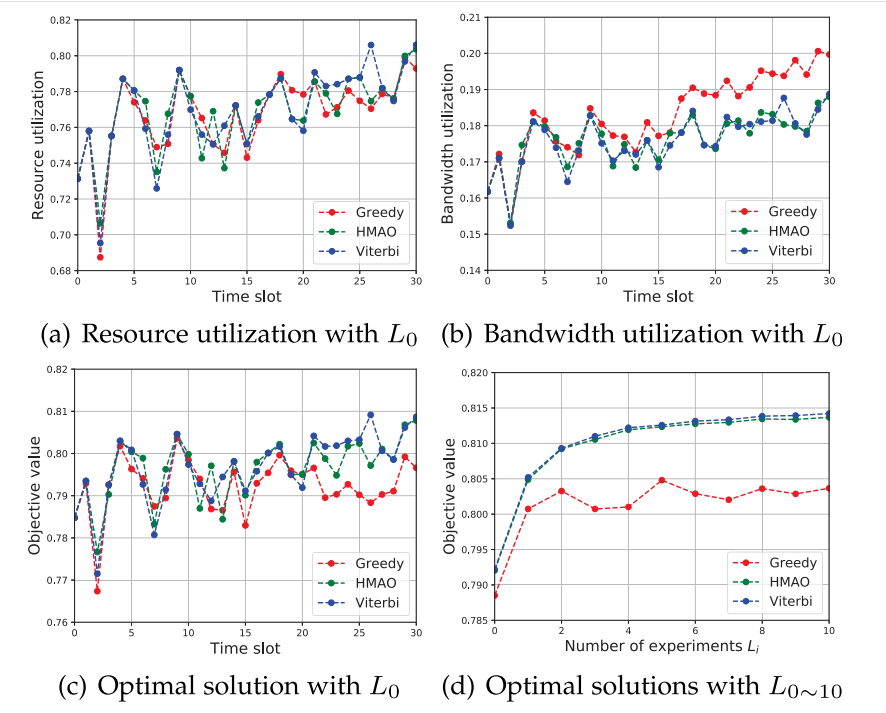 0.82
0.80
0.78
0.76
0.74
0.72
0.70
0.68
Resource utilization
0 5 10 15 20 25 30
Time slot
Greedy
HMAO
Viterbi
(a) Resource utilization with L₀
0.21
0.20
0.19
0.18
0.17
0.16
0.15
0.14
Bandwidth utilization
0 5 10 15 20 25 30
Time slot
Greedy
HMAO
Viterbi
(b) Bandwidth utilization with L₀
0.82
0.81
0.80
0.79
0.78
0.77
0.76
Objective value
0 5 10 15 20 25 30
Time slot
Greedy
HMAO
Viterbi
(c) Optimal solution with L₀
0.820
0.815
0.810
0.805
0.800
0.795
0.790
0.785
Objective value
0 2 4 6 8 10
Number of experiments Lᵢ
Greedy
HMAO
Viterbi
(d) Optimal solutions with L₀∼₁₀